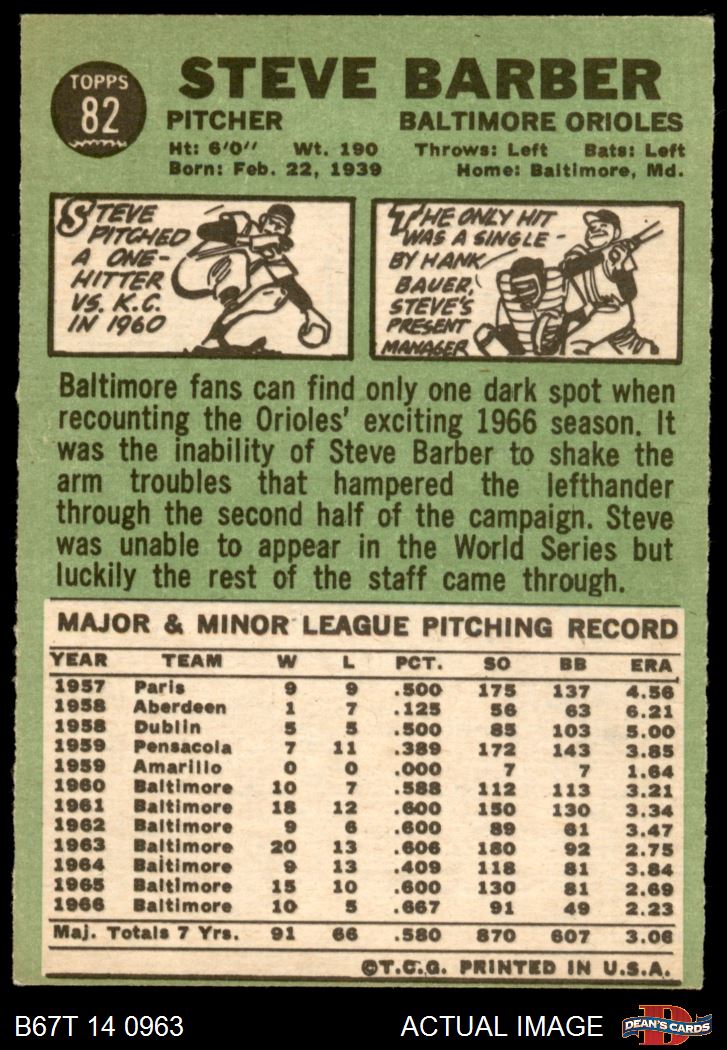 TOPPS
82
STEVE BARBER
PITCHER BALTIMORE ORIOLES
Ht: 6'0" Wt. 190 Throws: Left Bats: Left
Born: Feb. 22, 1939 Home: Baltimore, Md.
STEVE
PITCHED
A ONE-
HITTER
VS. K.C.
IN 1960
THE ONLY HIT
WAS A SINGLE -
BY HANK
BAUER,
STEVE'S
PRESENT
MANAGER
Baltimore fans can find only one dark spot when
recounting the Orioles' exciting 1966 season. It
was the inability of Steve Barber to shake the
arm troubles that hampered the lefthander
through the second half of the campaign. Steve
was unable to appear in the World Series but
luckily the rest of the staff came through.
MAJOR & MINOR LEAGUE PITCHING RECORD
YEAR TEAM W L PCT. SO BB ERA
1957 Paris 9 9 .500 175 137 4.56
1958 Aberdeen 1 7 .125 56 63 6.21
1958 Dublin 5 5 .500 85 103 5.00
1959 Pensacola 7 11 .389 172 143 3.85
1959 Amarillo 0 0 .000 7 7 1.64
1960 Baltimore 10 7 .588 112 113 3.21
1961 Baltimore 18 12 .600 150 130 3.34
1962 Baltimore 9 6 .600 89 61 3.47
1963 Baltimore 20 13 .606 180 92 2.75
1964 Baltimore 9 13 .409 118 81 3.84
1965 Baltimore 15 10 .600 130 81 2.69
1966 Baltimore 10 5 .667 91 49 2.23
Maj. Totals 7 Yrs. 91 66 .580 870 607 3.06
©T.C.G. PRINTED IN U.S.A.
B67T 14 0963 ACTUAL IMAGE
D
DEAN'S CARDS